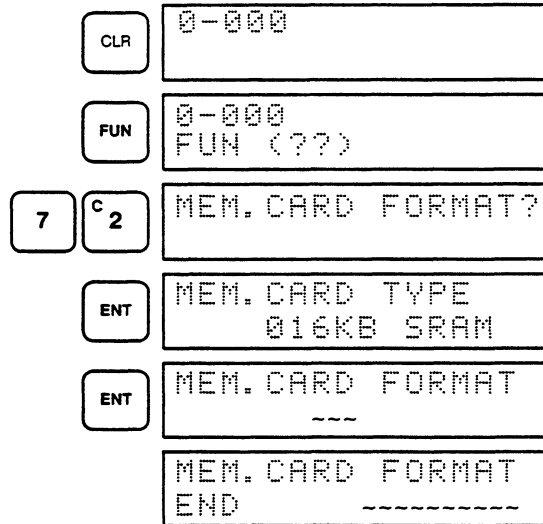 CLR
0-000
FUN
0-000
FUN (??)
7 C 2
MEM.CARD FORMAT?
ENT
MEM.CARD TYPE
016KB SRAM
ENT
MEM.CARD FORMAT
~~~
MEM.CARD FORMAT
END ~~~~~~~~~~